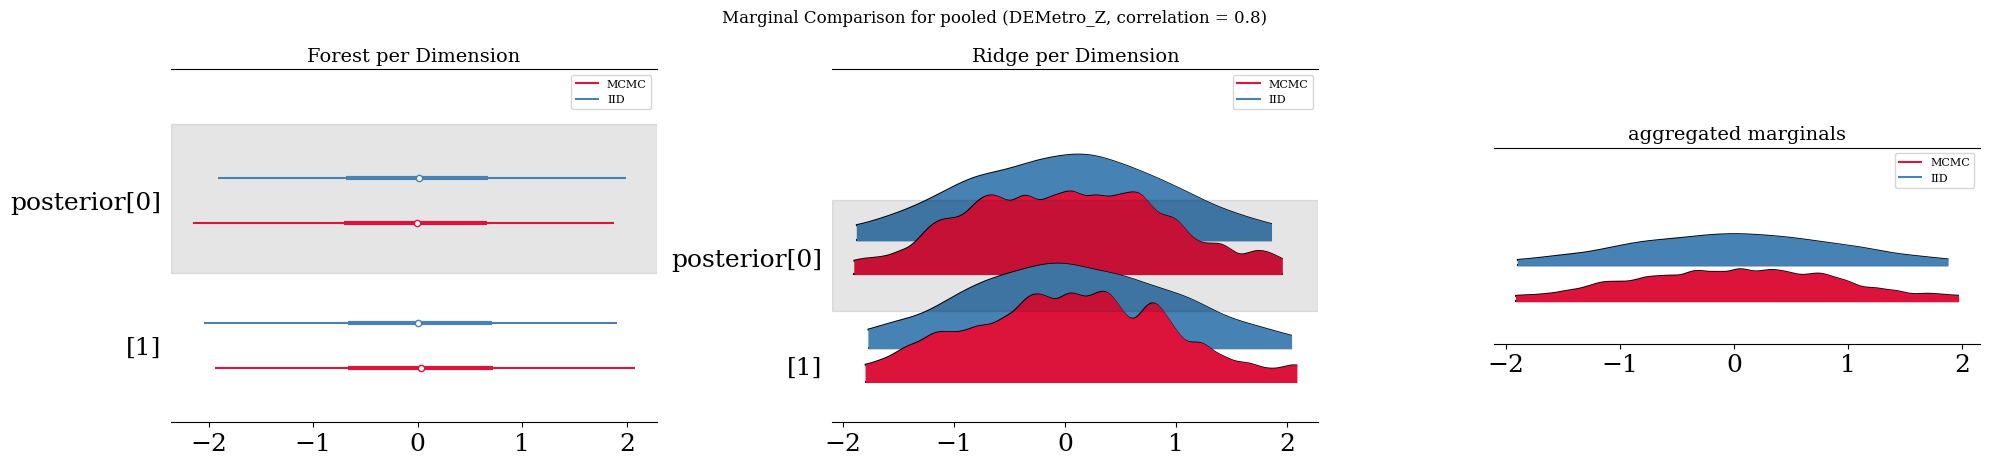 Marginal Comparison for pooled (DEMetro_Z, correlation = 0.8)
Forest per Dimension
MCMC
IID
posterior[0]
[1]
−2 −1 0 1 2
Ridge per Dimension
MCMC
IID
posterior[0]
[1]
−2 −1 0 1 2
aggregated marginals
MCMC
IID
−2 −1 0 1 2